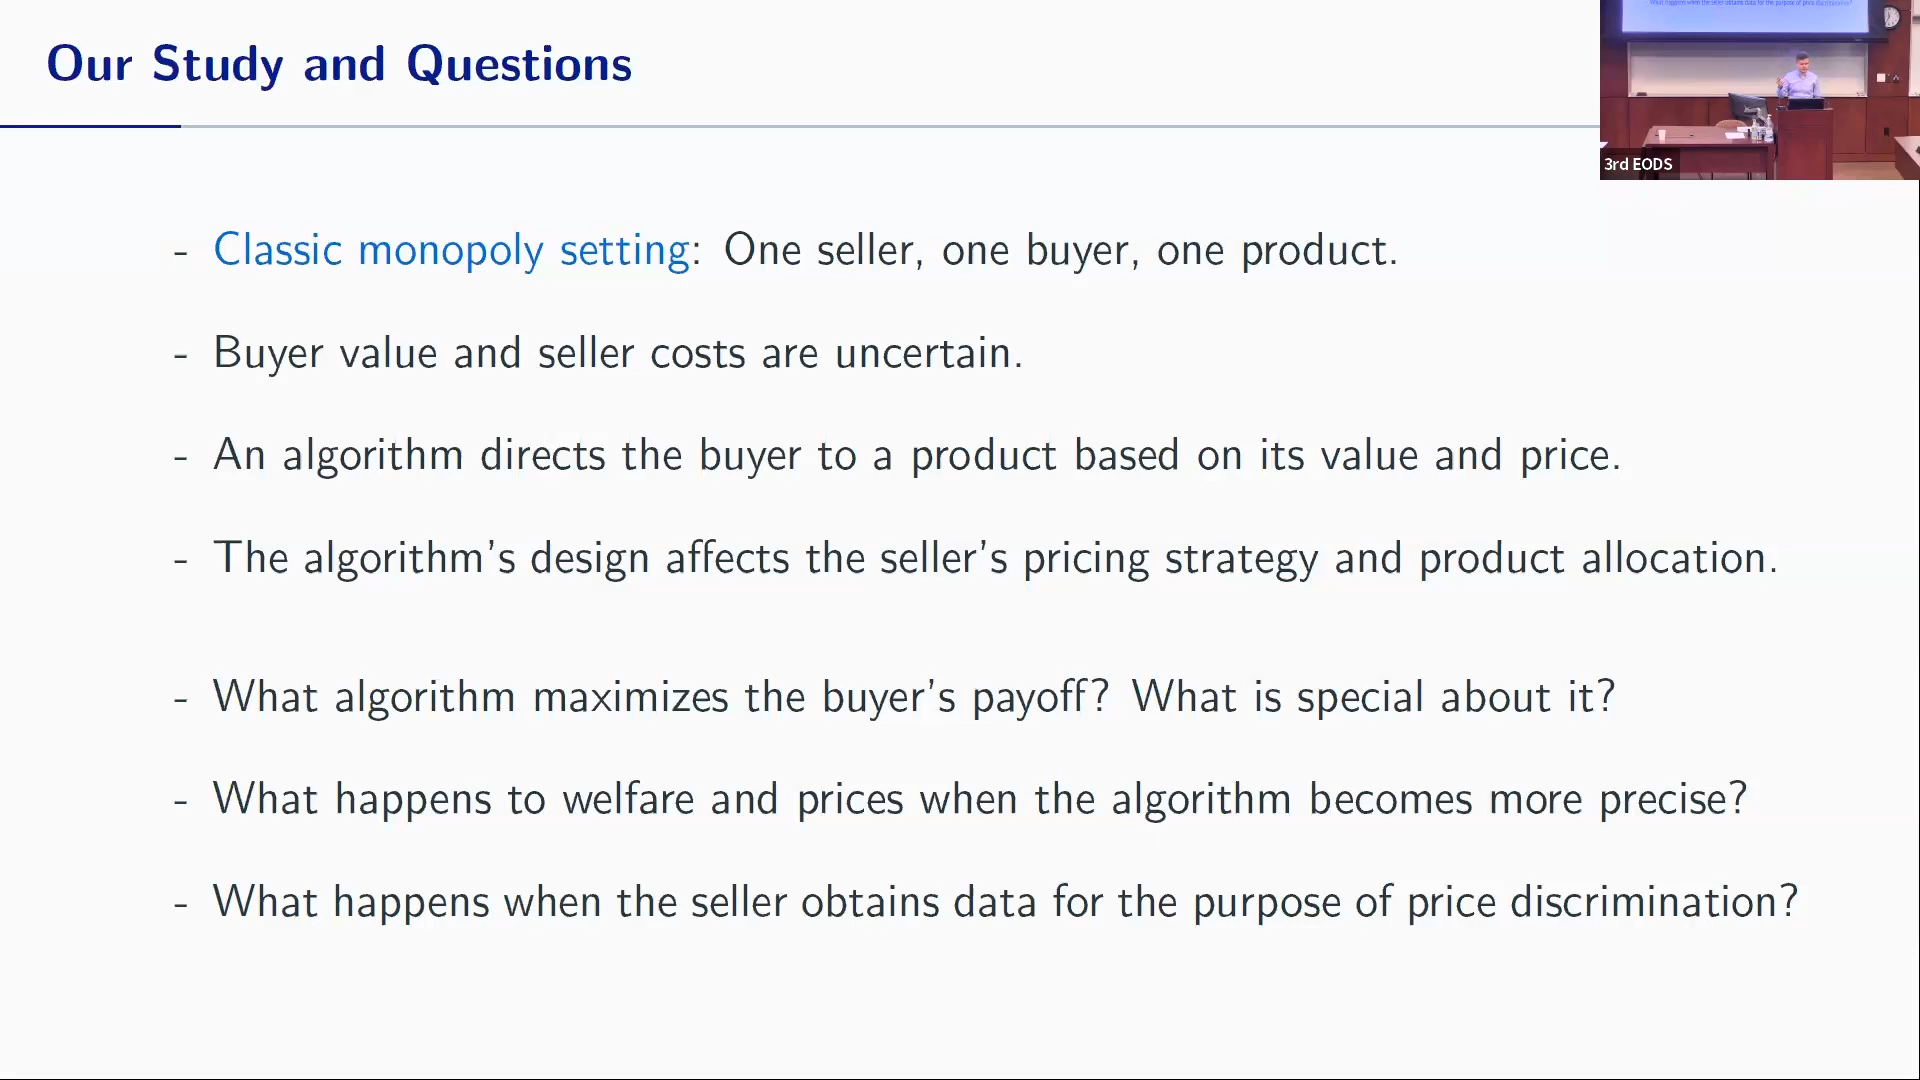 Our Study and Questions
3rd EODS
- Classic monopoly setting: One seller, one buyer, one product.
- Buyer value and seller costs are uncertain.
- An algorithm directs the buyer to a product based on its value and price.
- The algorithm's design affects the seller's pricing strategy and product allocation.
- What algorithm maximizes the buyer's payoff? What is special about it?
- What happens to welfare and prices when the algorithm becomes more precise?
- What happens when the seller obtains data for the purpose of price discrimination?